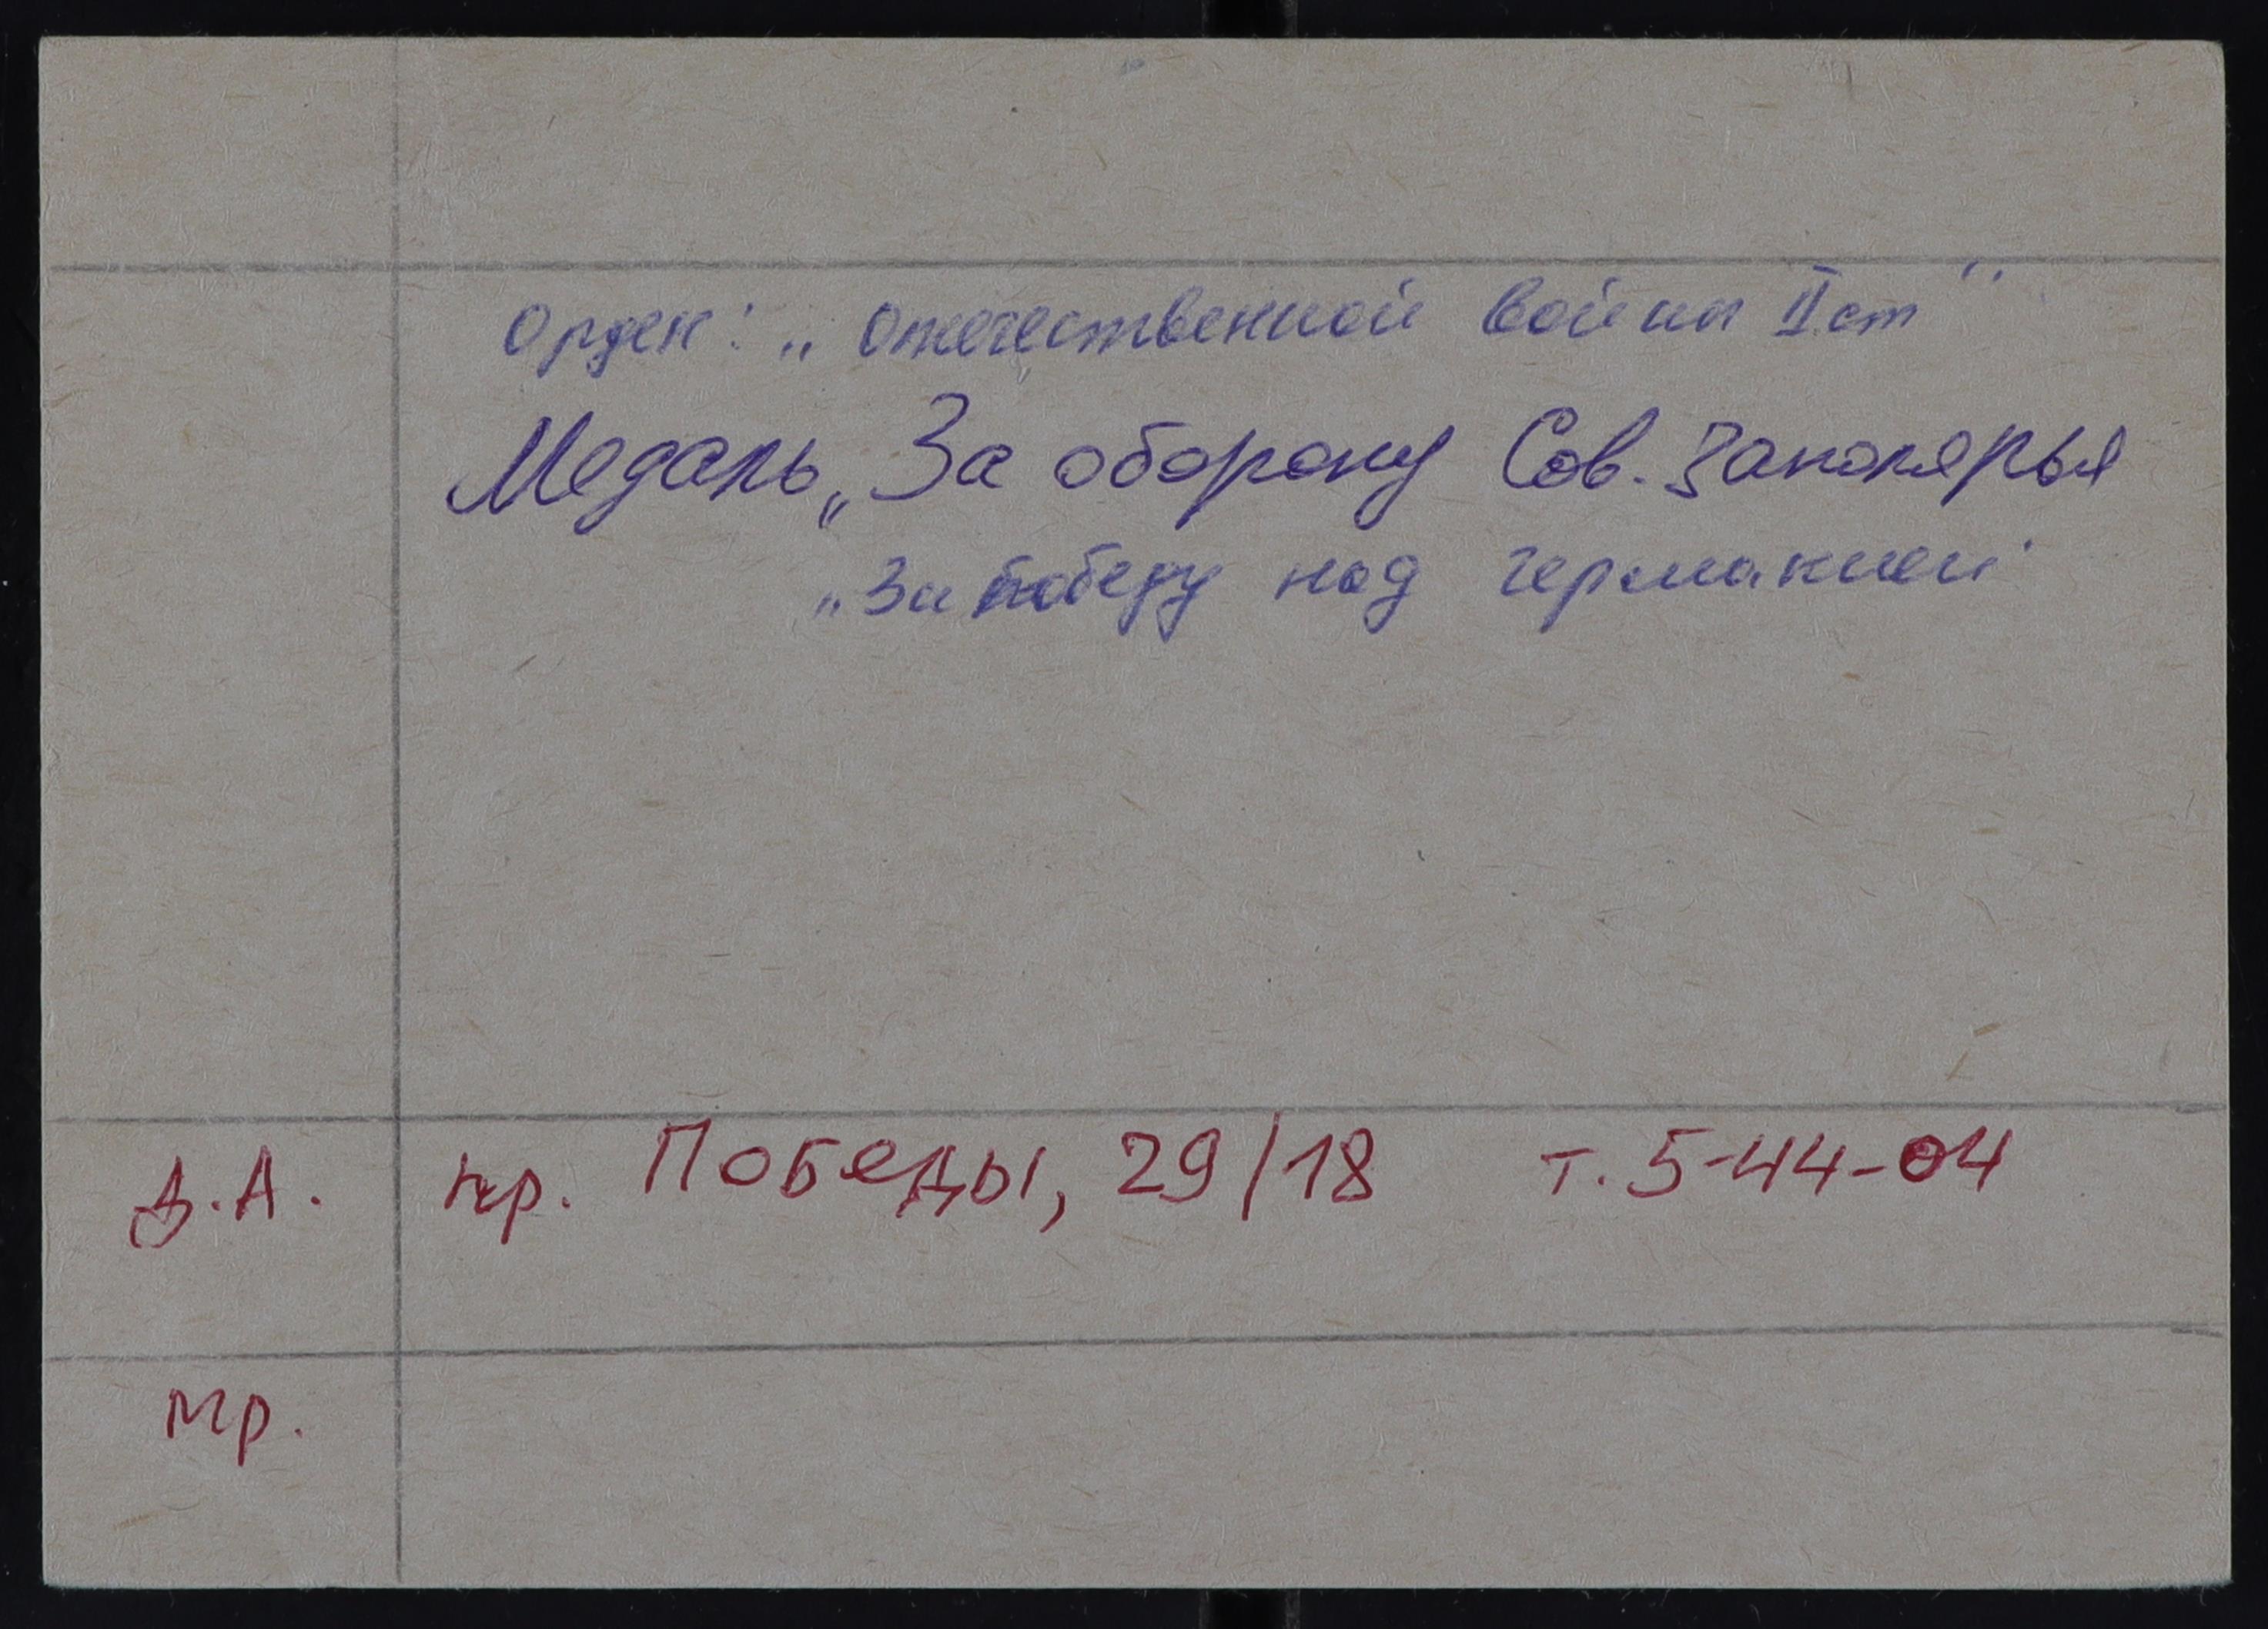 Орден: „Отечественной войны II ст"
Медаль „За оборону Сов. Заполярья
„За победу над германией"
Д.А. пр. Победы, 29/18 т. 5-44-04
тр.